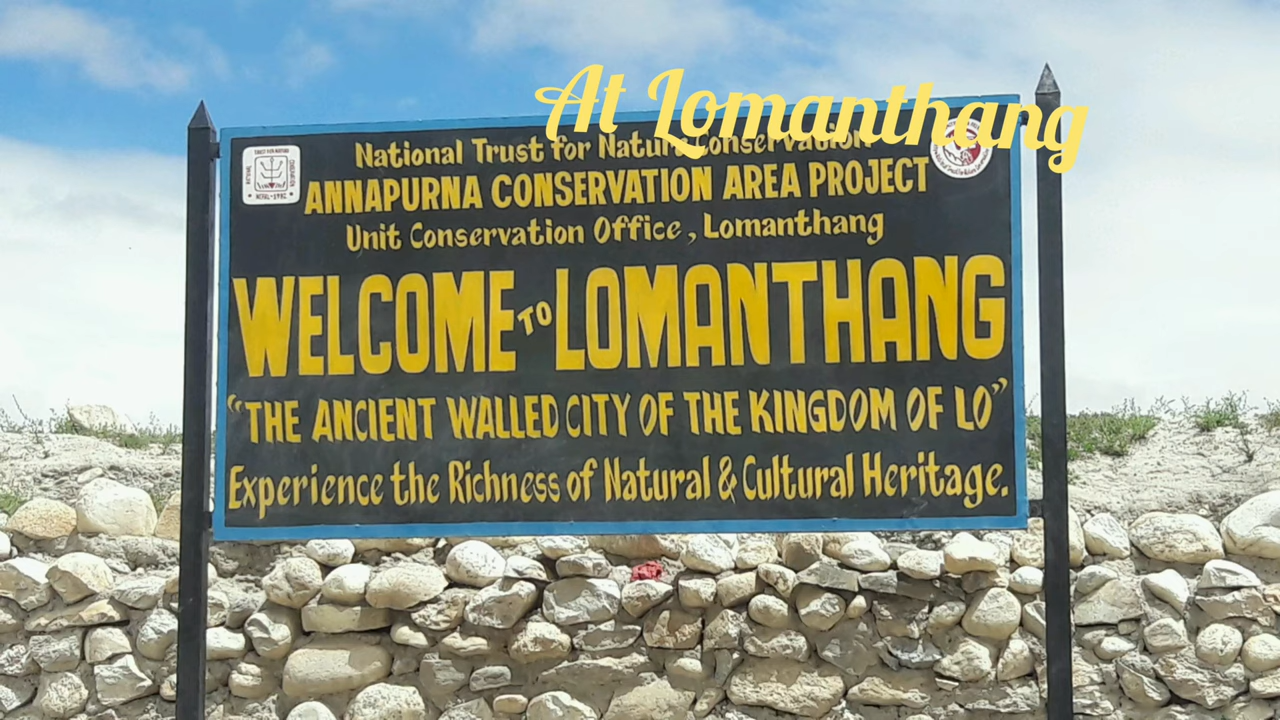 At Lomanthang
National Trust for Nature Conservation
ANNAPURNA CONSERVATION AREA PROJECT
Unit Conservation Office, Lomanthang
WELCOME TO LOMANTHANG
"THE ANCIENT WALLED CITY OF THE KINGDOM OF LO"
Experience the Richness of Natural & Cultural Heritage.